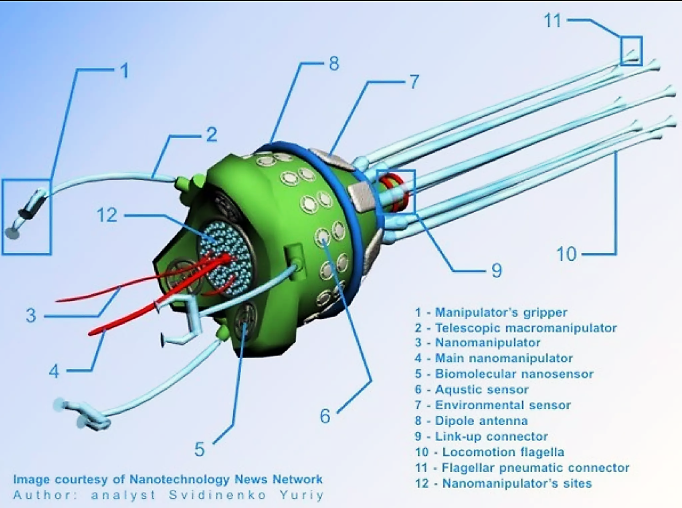 11
1
8
7
2
12
9
10
3
4
6
5
1 - Manipulator's gripper
2 - Telescopic macromanipulator
3 - Nanomanipulator
4 - Main nanomanipulator
5 - Biomolecular nanosensor
6 - Aqustic sensor
7 - Environmental sensor
8 - Dipole antenna
9 - Link-up connector
10 - Locomotion flagella
11 - Flagellar pneumatic connector
12 - Nanomanipulator's sites
Image courtesy of Nanotechnology News Network
Author: analyst Svidinenko Yuriy